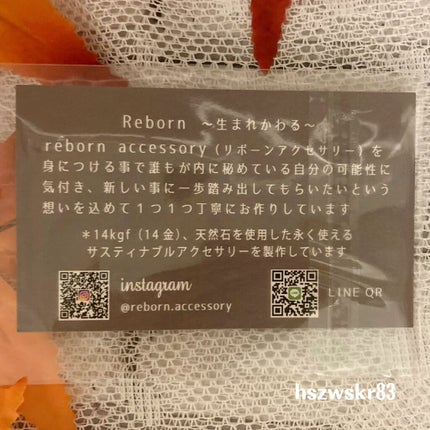 Reborn ～生まれかわる～
reborn accessory(リボーンアクセサリー)を
身につける事で誰もが内に秘めている自分の可能性に
気付き、新しい事に一歩踏み出してもらいたいという
想いを込めて1つ1つ丁寧にお作りしています
＊14kgf(14金)、天然石を使用した永く使える
サスティナブルアクセサリーを製作しています
instagram
@reborn.accessory
LINE QR
hszwskr83